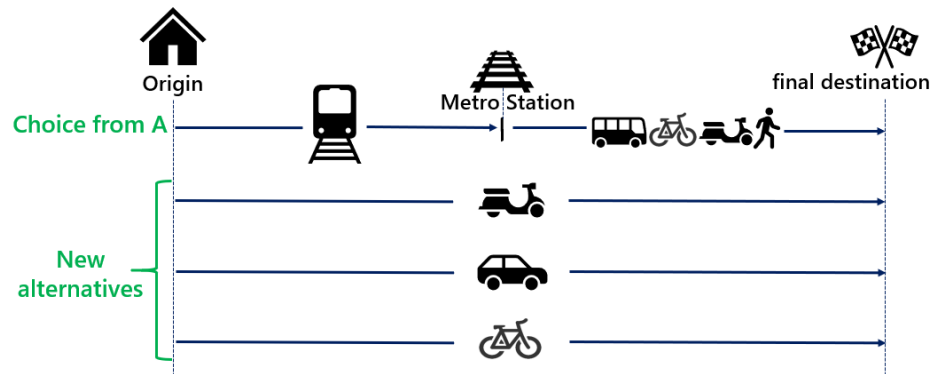 Origin
Metro Station
final destination
Choice from A
New
alternatives